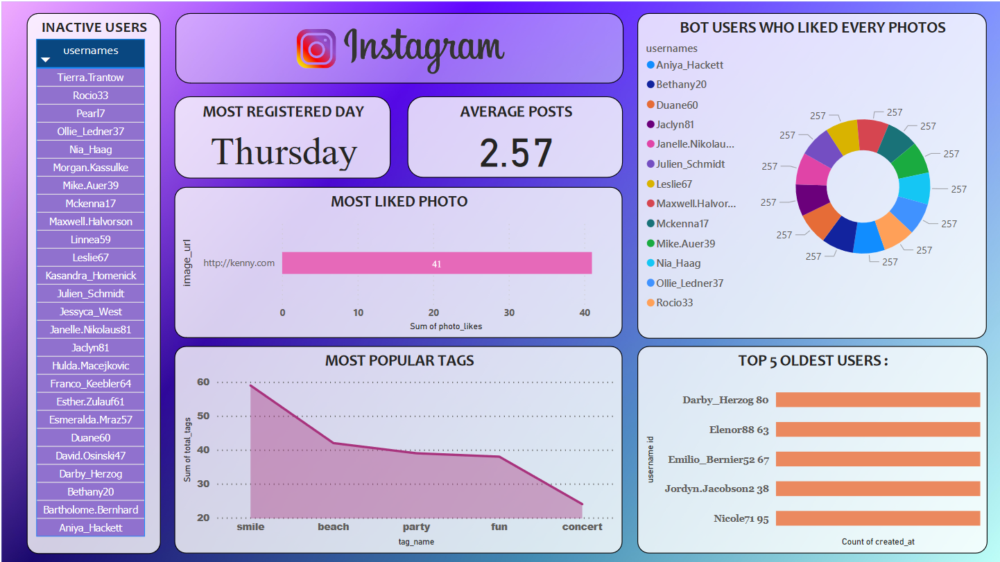 INACTIVE USERS
usernames
Tierra.Trantow
Rocio33
Pearl7
Ollie_Ledner37
Nia_Haag
Morgan.Kassulke
Mike.Auer39
Mckenna17
Maxwell.Halvorson
Linnea59
Leslie67
Kasandra_Homenick
Julien_Schmidt
Jessyca_West
Janelle.Nikolaus81
Jaclyn81
Hulda.Macejkovic
Franco_Keebler64
Esther.Zulauf61
Esmeralda.Mraz57
Duane60
David.Osinski47
Darby_Herzog
Bethany20
Bartholome.Bernhard
Aniya_Hackett
Instagram
MOST REGISTERED DAY
Thursday
AVERAGE POSTS
2.57
MOST LIKED PHOTO
image_url
http://kenny.com
41
0 10 20 30 40
Sum of photo_likes
MOST POPULAR TAGS
Sum of total_tags
60
50
40
30
20
smile beach party fun concert
tag_name
BOT USERS WHO LIKED EVERY PHOTOS
usernames
Aniya_Hackett
Bethany20
Duane60
Jaclyn81
Janelle.Nikolau...
Julien_Schmidt
Leslie67
Maxwell.Halvor...
Mckenna17
Mike.Auer39
Nia_Haag
Ollie_Ledner37
Rocio33
257
257
257
257
257
257
257
257
257
257
257
257
257
TOP 5 OLDEST USERS :
username id
Darby_Herzog 80
Elenor88 63
Emilio_Bernier52 67
Jordyn.Jacobson2 38
Nicole71 95
Count of created_at